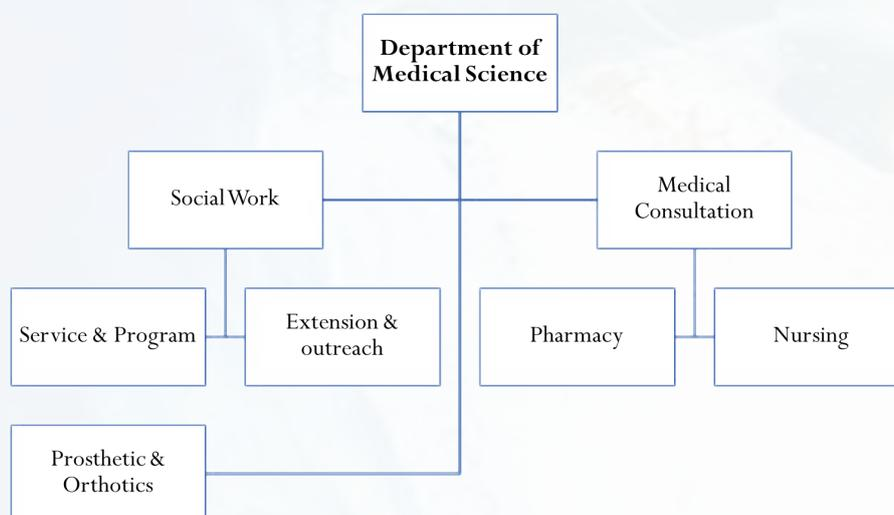 Department of
Medical Science
Social Work
Medical
Consultation
Service & Program
Extension &
outreach
Pharmacy
Nursing
Prosthetic &
Orthotics